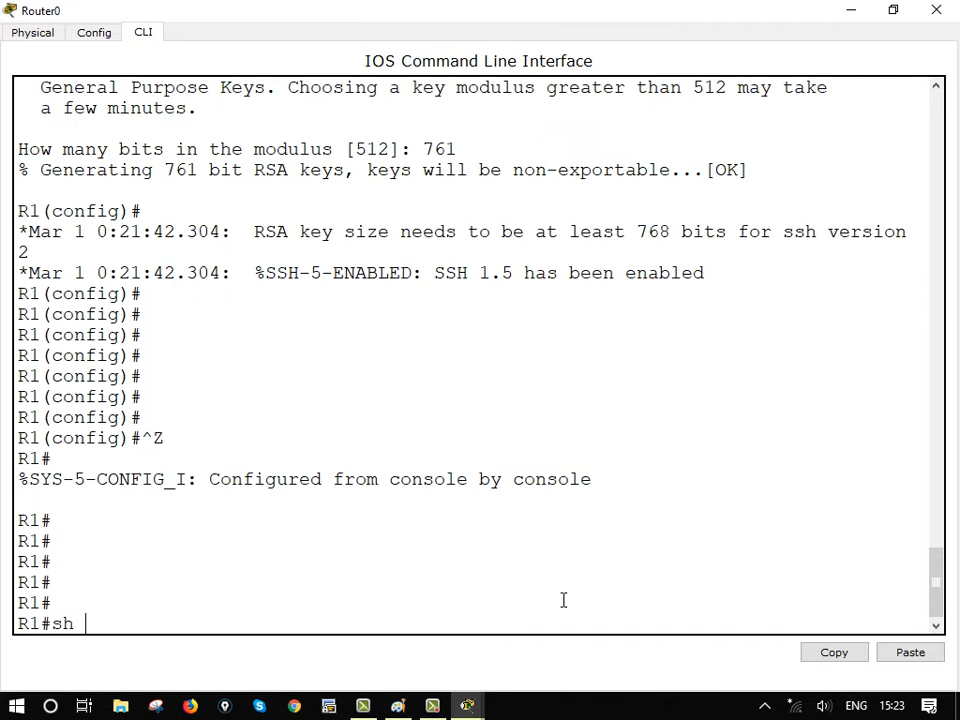 Router0
Physical Config CLI
IOS Command Line Interface
General Purpose Keys. Choosing a key modulus greater than 512 may take
a few minutes.
How many bits in the modulus [512]: 761
% Generating 761 bit RSA keys, keys will be non-exportable...[OK]
R1(config)#
*Mar 1 0:21:42.304: RSA key size needs to be at least 768 bits for ssh version
2
*Mar 1 0:21:42.304: %SSH-5-ENABLED: SSH 1.5 has been enabled
R1(config)#
R1(config)#
R1(config)#
R1(config)#
R1(config)#
R1(config)#
R1(config)#
R1(config)#^Z
R1#
%SYS-5-CONFIG_I: Configured from console by console
R1#
R1#
R1#
R1#
R1#
R1#sh
Copy Paste
ENG 15:23